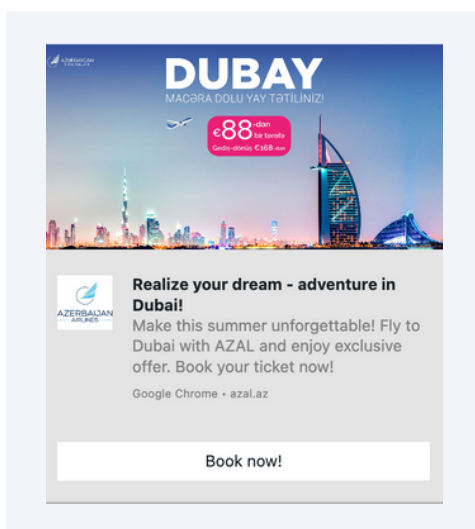 AZERBAIJAN
DUBAY
MACƏRA DOLU YAY TƏTİLİNİZ!
€88-dan
bir tərəfə
Gediş-dönüş €168-dan
AZERBAIJAN
AIRLINES
Realize your dream - adventure in
Dubai!
Make this summer unforgettable! Fly to
Dubai with AZAL and enjoy exclusive
offer. Book your ticket now!
Google Chrome • azal.az
Book now!